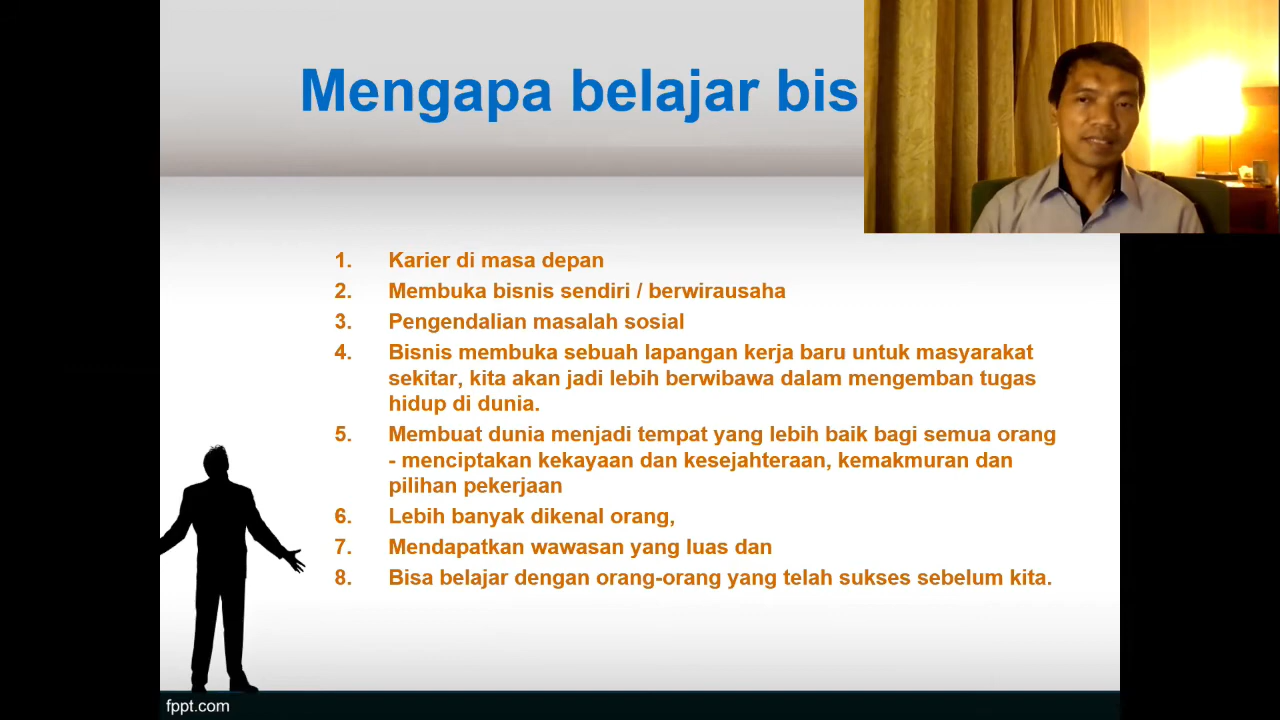 Mengapa belajar bis
1. Karier di masa depan
2. Membuka bisnis sendiri / berwirausaha
3. Pengendalian masalah sosial
4. Bisnis membuka sebuah lapangan kerja baru untuk masyarakat
sekitar, kita akan jadi lebih berwibawa dalam mengemban tugas
hidup di dunia.
5. Membuat dunia menjadi tempat yang lebih baik bagi semua orang
- menciptakan kekayaan dan kesejahteraan, kemakmuran dan
pilihan pekerjaan
6. Lebih banyak dikenal orang,
7. Mendapatkan wawasan yang luas dan
8. Bisa belajar dengan orang-orang yang telah sukses sebelum kita.
fppt.com